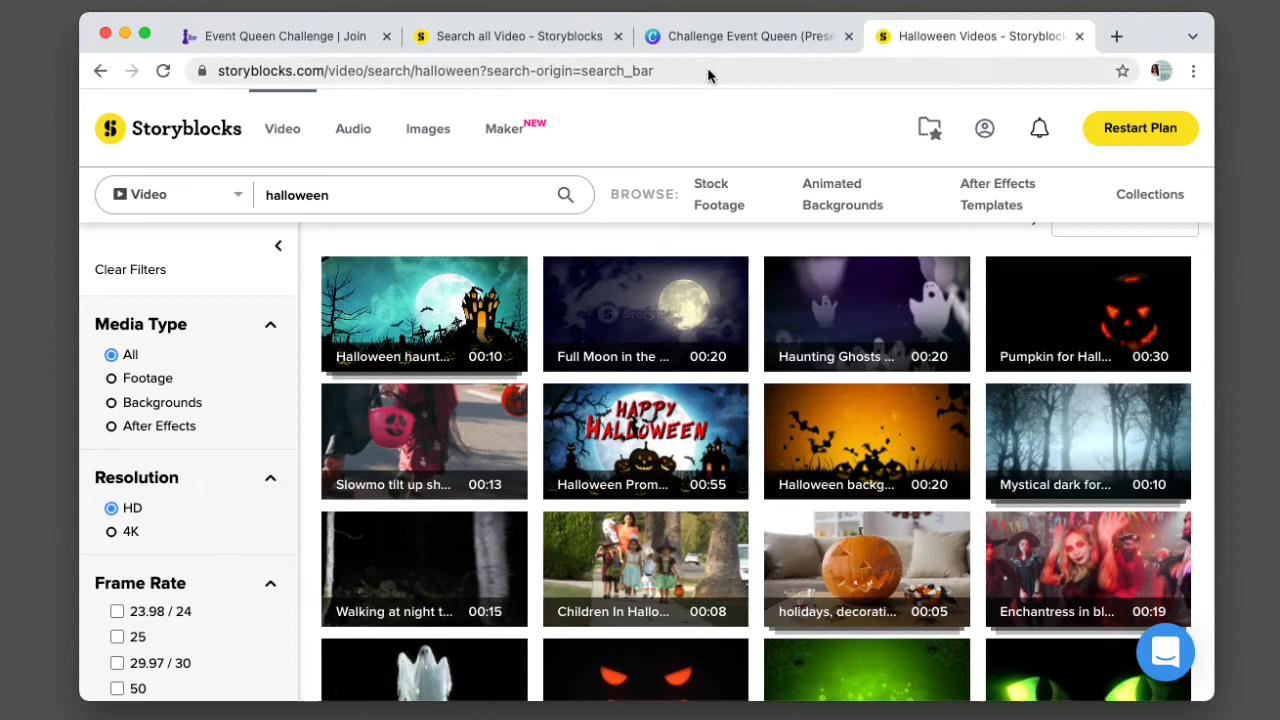 Event Queen Challenge | Join
Search all Video - Storyblocks
Challenge Event Queen (Prese
Halloween Videos - Storyblock
storyblocks.com/video/search/halloween?search-origin=search_bar
Storyblocks
Video
Audio
Images
Maker NEW
Restart Plan
Video
halloween
BROWSE:
Stock
Footage
Animated
Backgrounds
After Effects
Templates
Collections
Clear Filters
Media Type
All
Footage
Backgrounds
After Effects
Resolution
HD
4K
Frame Rate
23.98 / 24
25
29.97 / 30
50
Halloween haunt... 00:10
Full Moon in the ... 00:20
Haunting Ghosts ... 00:20
Pumpkin for Hall... 00:30
Slowmo tilt up sh... 00:13
HAPPY
HALLOWEEN
Halloween Prom... 00:55
Halloween backg... 00:20
Mystical dark for... 00:10
Walking at night t... 00:15
Children In Hallo... 00:08
holidays, decorati... 00:05
Enchantress in bl... 00:19